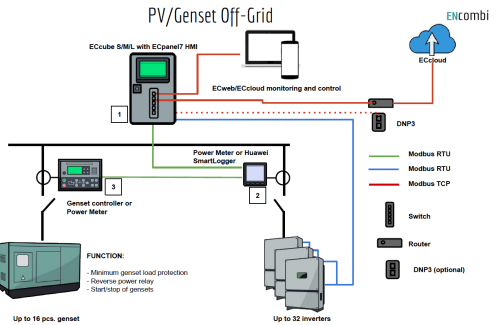 PV/Genset Off-Grid
ENcombi
ECcube S/M/L with ECpanel7 HMI
ECcloud
ECweb/ECcloud monitoring and control
1
DNP3
Power Meter or Huawei
SmartLogger
Modbus RTU
Modbus RTU
Modbus TCP
3
2
Genset controller or
Power Meter
Switch
Router
FUNCTION:
- Minimum genset load protection
- Reverse power relay
- Start/stop of gensets
DNP3 (optional)
Up to 16 pcs. genset
Up to 32 inverters